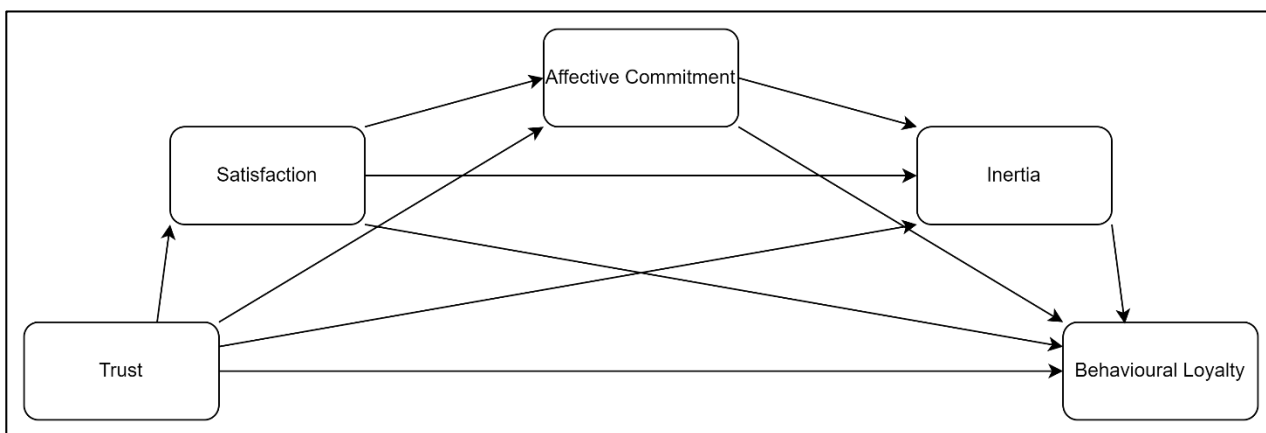 Affective Commitment
Satisfaction
Inertia
Trust
Behavioural Loyalty